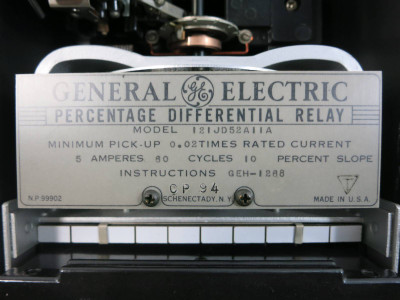 GENERAL GE ELECTRIC
PERCENTAGE DIFFERENTIAL RELAY
MODEL 12IJD52A11A
MINIMUM PICK-UP 0.02 TIMES RATED CURRENT
5 AMPERES 60 CYCLES 10 PERCENT SLOPE
INSTRUCTIONS GEH-1268
CP 94
N.P 99902 SCHENECTADY, N.Y. MADE IN U.S.A.